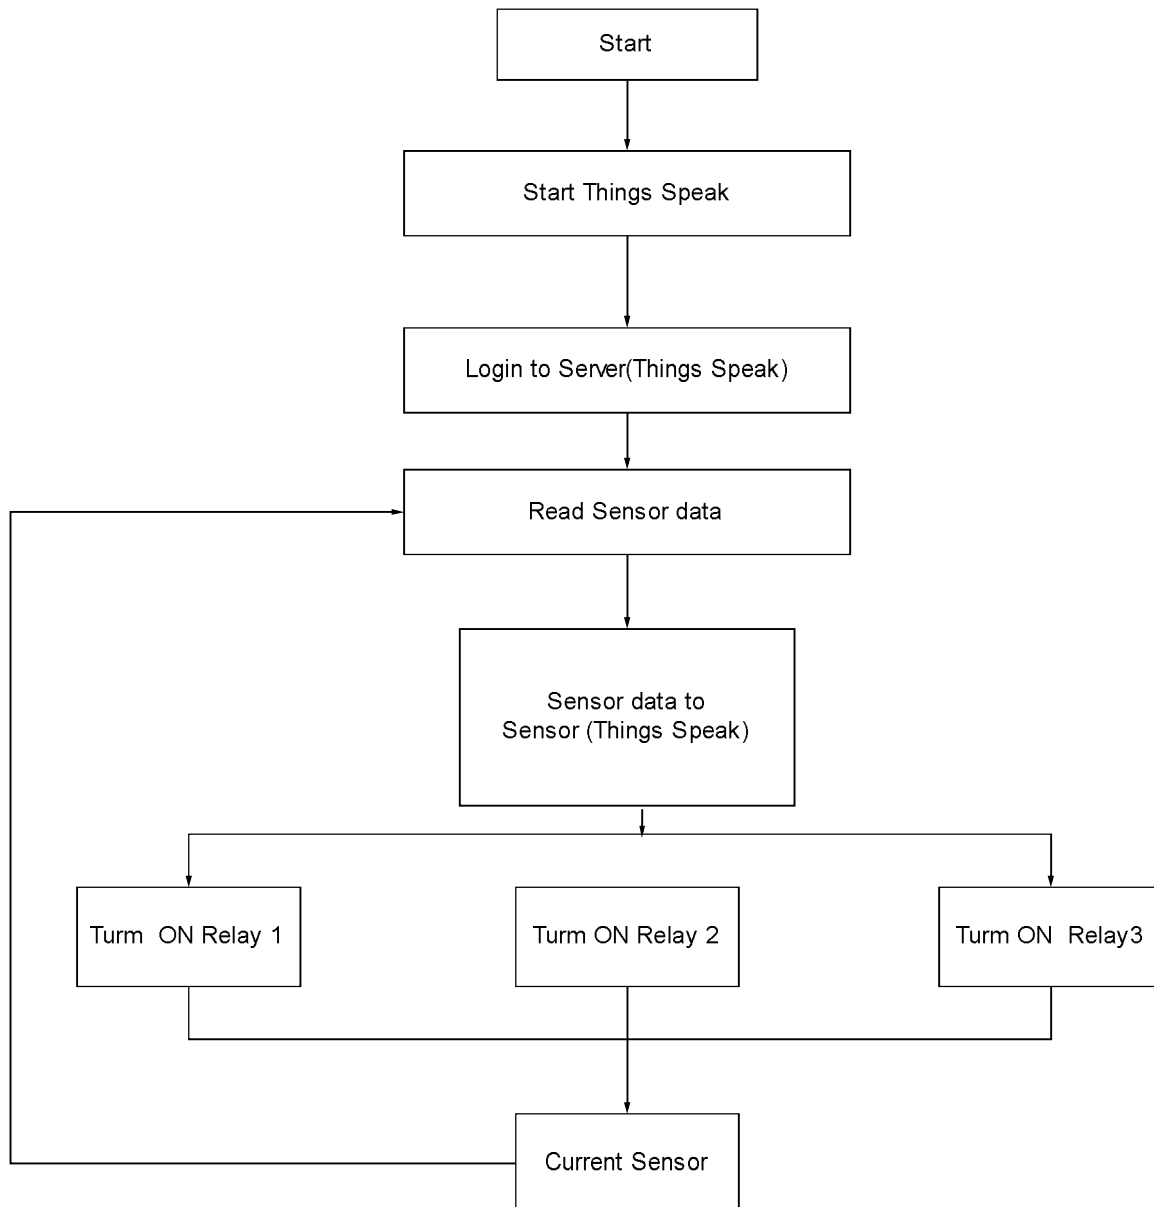 Start
Start Things Speak
Login to Server(Things Speak)
Read Sensor data
Sensor data to
Sensor (Things Speak)
Turm ON Relay 1
Turm ON Relay 2
Turm ON Relay3
Current Sensor